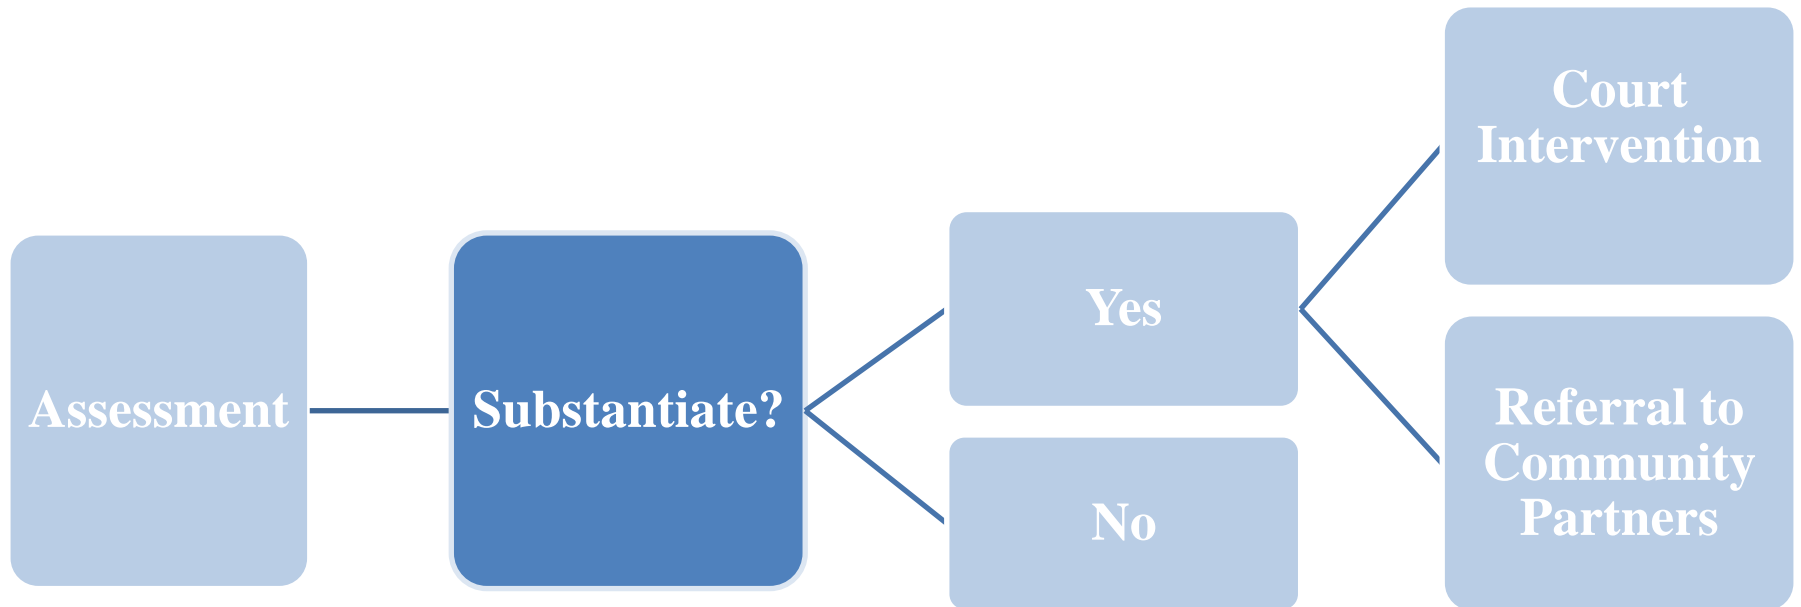 Assessment
Substantiate?
Yes
No
Court
Intervention
Referral to
Community
Partners